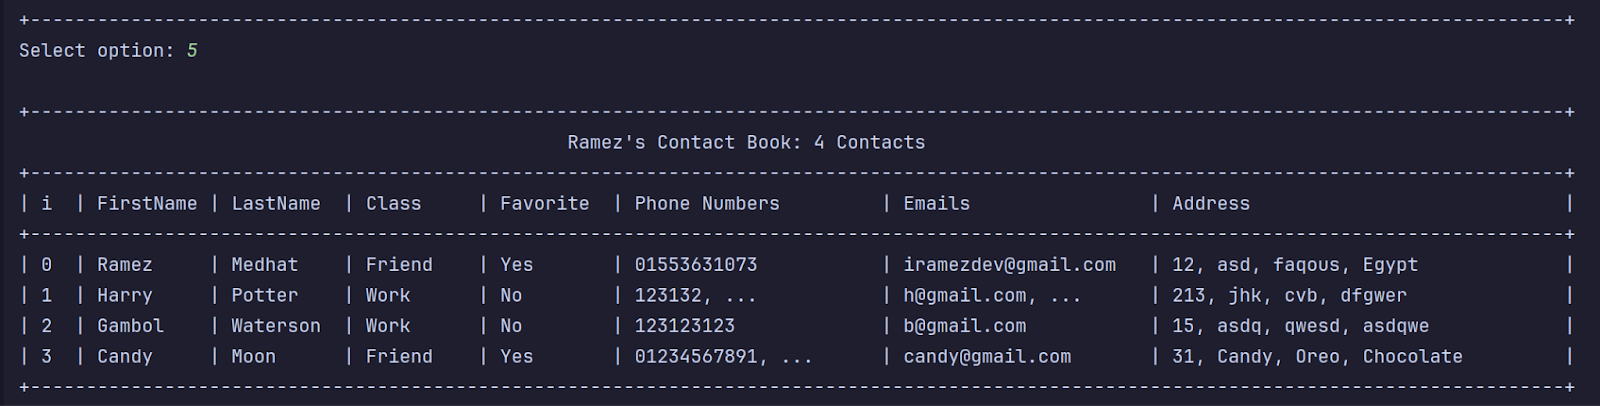 +-----------------------------------------------------------------------------------------------------------------------------------------+
Select option: 5
+-----------------------------------------------------------------------------------------------------------------------------------------+
Ramez's Contact Book: 4 Contacts
+-----------------------------------------------------------------------------------------------------------------------------------------+
| i  | FirstName | LastName  | Class     | Favorite  | Phone Numbers         | Emails                | Address                            |
+-----------------------------------------------------------------------------------------------------------------------------------------+
| 0  | Ramez     | Medhat    | Friend    | Yes       | 01553631073           | iramezdev@gmail.com   | 12, asd, faqous, Egypt             |
| 1  | Harry     | Potter    | Work      | No        | 123132, ...           | h@gmail.com, ...      | 213, jhk, cvb, dfgwer              |
| 2  | Gambol    | Waterson  | Work      | No        | 123123123             | b@gmail.com           | 15, asdq, qwesd, asdqwe            |
| 3  | Candy     | Moon      | Friend    | Yes       | 01234567891, ...      | candy@gmail.com       | 31, Candy, Oreo, Chocolate         |
+-----------------------------------------------------------------------------------------------------------------------------------------+